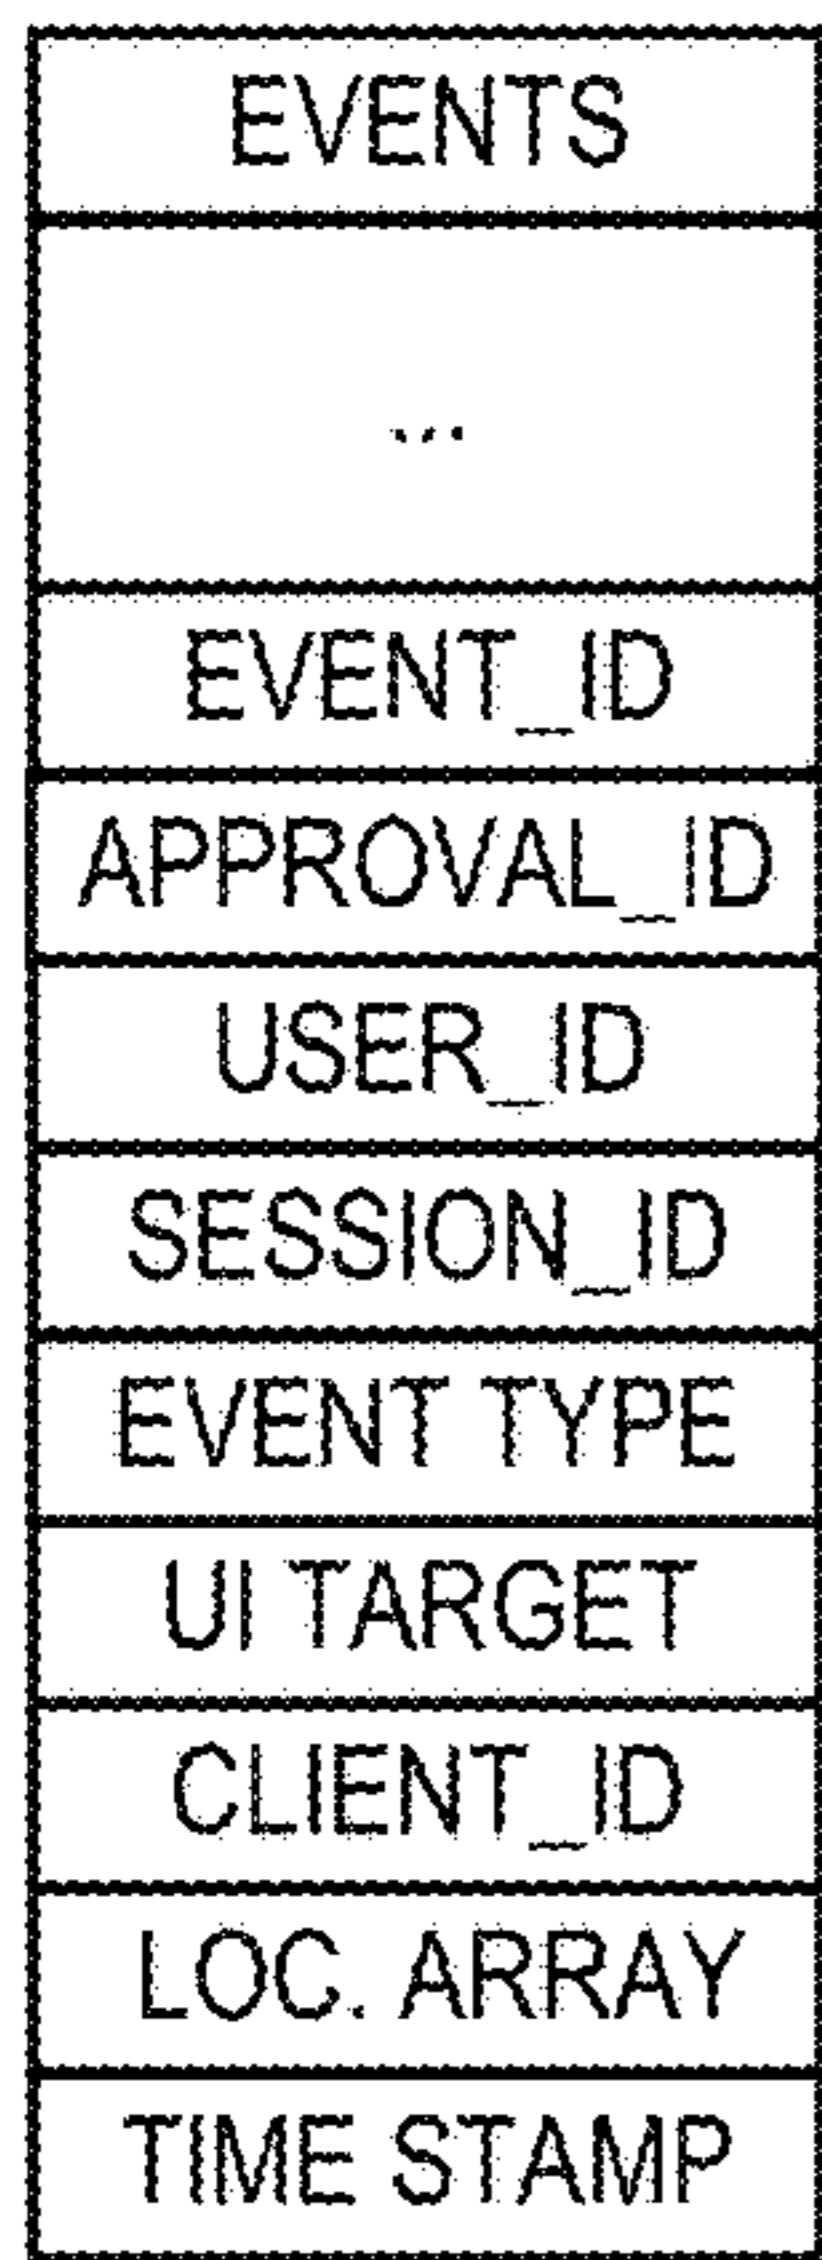 EVENTS
...
EVENT_ID
APPROVAL_ID
USER_ID
SESSION_ID
EVENT TYPE
UI TARGET
CLIENT_ID
LOC. ARRAY
TIME STAMP